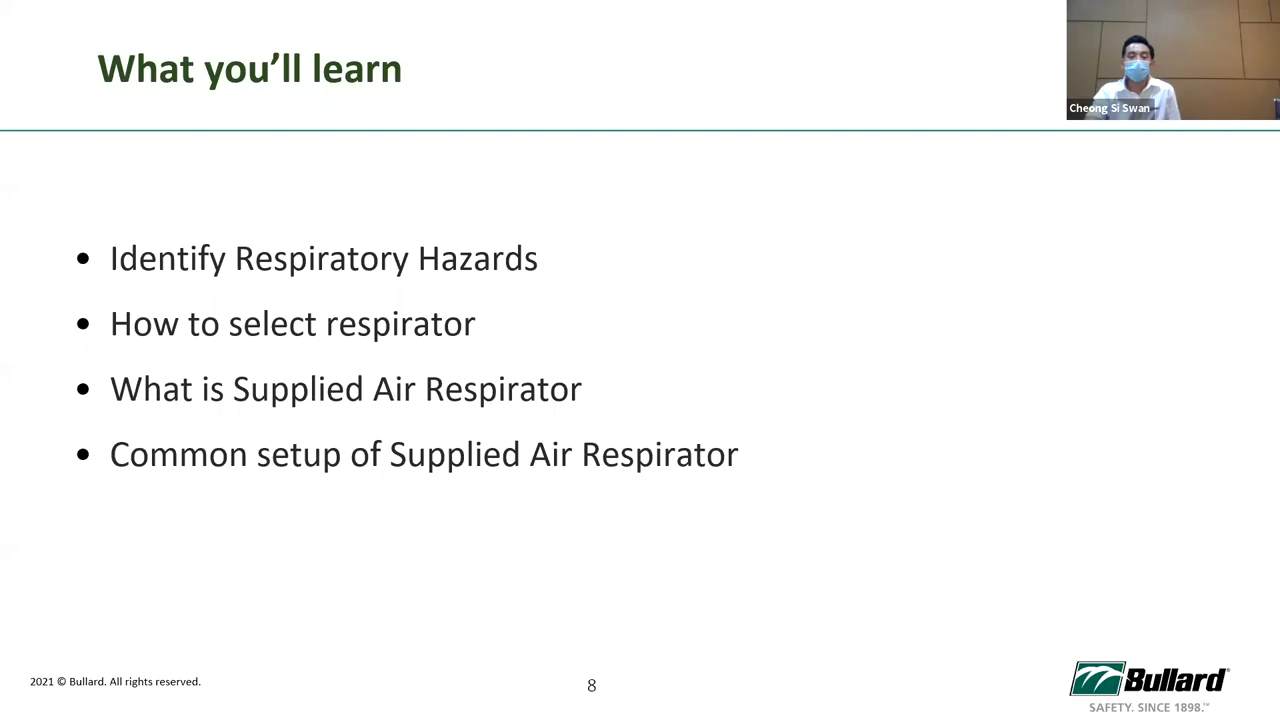 What you'll learn
Cheong Si Swan
• Identify Respiratory Hazards
• How to select respirator
• What is Supplied Air Respirator
• Common setup of Supplied Air Respirator
2021 © Bullard. All rights reserved.
8
Bullard®
SAFETY. SINCE 1898.™